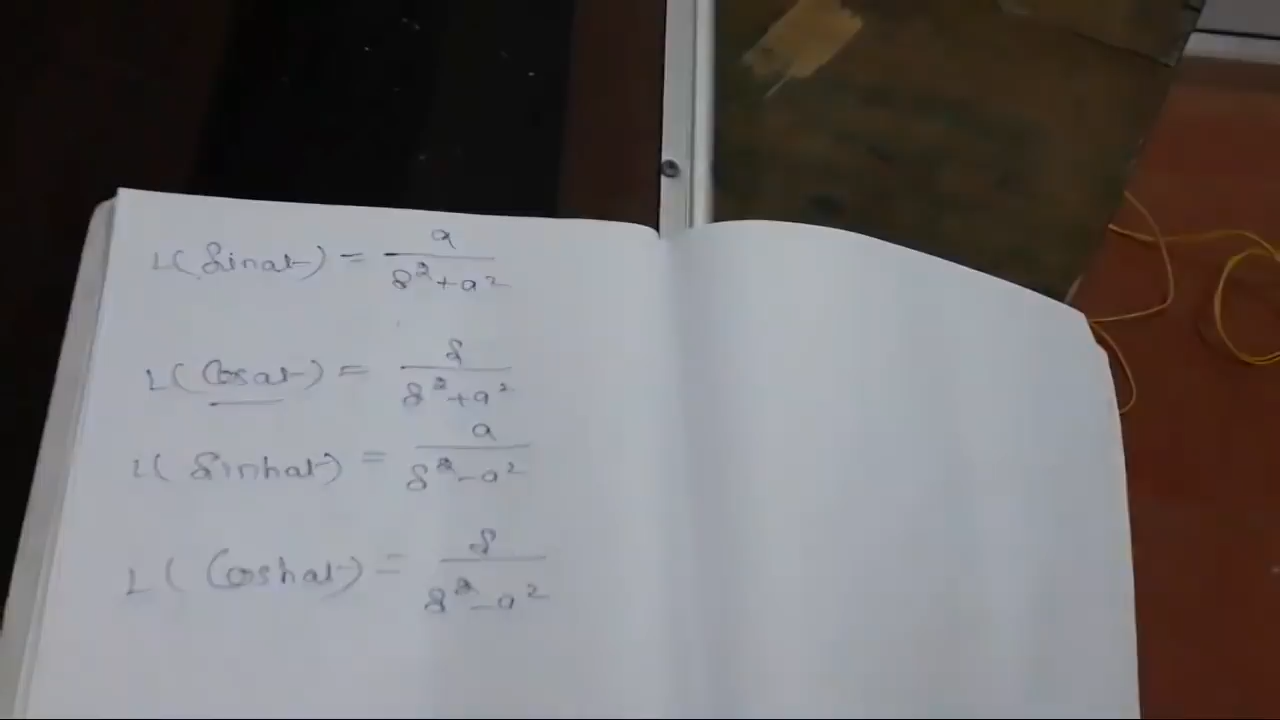 L(Sinat) = a/s²+a²
L(Cosat) = s/s²+a²
L(Sinhat) = a/s²-a²
L(Coshat) = s/s²-a²